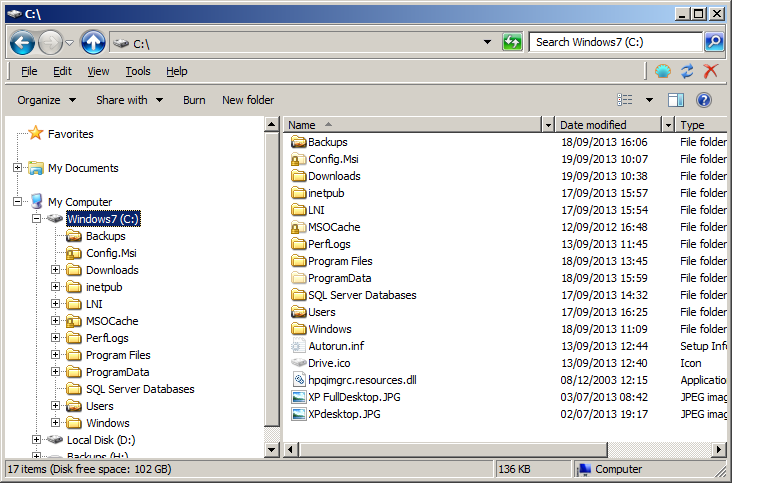 C:\
C:\ Search Windows7 (C:)
File Edit View Tools Help
Organize Share with Burn New folder
Favorites
My Documents
My Computer
Windows7 (C:)
Backups
Config.Msi
Downloads
inetpub
LNI
MSOCache
PerfLogs
Program Files
ProgramData
SQL Server Databases
Users
Windows
Local Disk (D:)
Backups (H:)
Name Date modified Type
Backups 18/09/2013 16:06 File folder
Config.Msi 19/09/2013 10:07 File folder
Downloads 19/09/2013 10:38 File folder
inetpub 17/09/2013 15:57 File folder
LNI 17/09/2013 15:54 File folder
MSOCache 12/09/2012 16:48 File folder
PerfLogs 13/09/2013 11:45 File folder
Program Files 18/09/2013 13:45 File folder
ProgramData 18/09/2013 15:59 File folder
SQL Server Databases 17/09/2013 14:32 File folder
Users 17/09/2013 16:25 File folder
Windows 18/09/2013 11:09 File folder
Autorun.inf 13/09/2013 12:44 Setup Info
Drive.ico 13/09/2013 12:40 Icon
hpqimgrc.resources.dll 08/12/2003 12:15 Application
XP FullDesktop.JPG 03/07/2013 08:42 JPEG imag
XPdesktop.JPG 02/07/2013 19:17 JPEG imag
17 items (Disk free space: 102 GB) 136 KB Computer